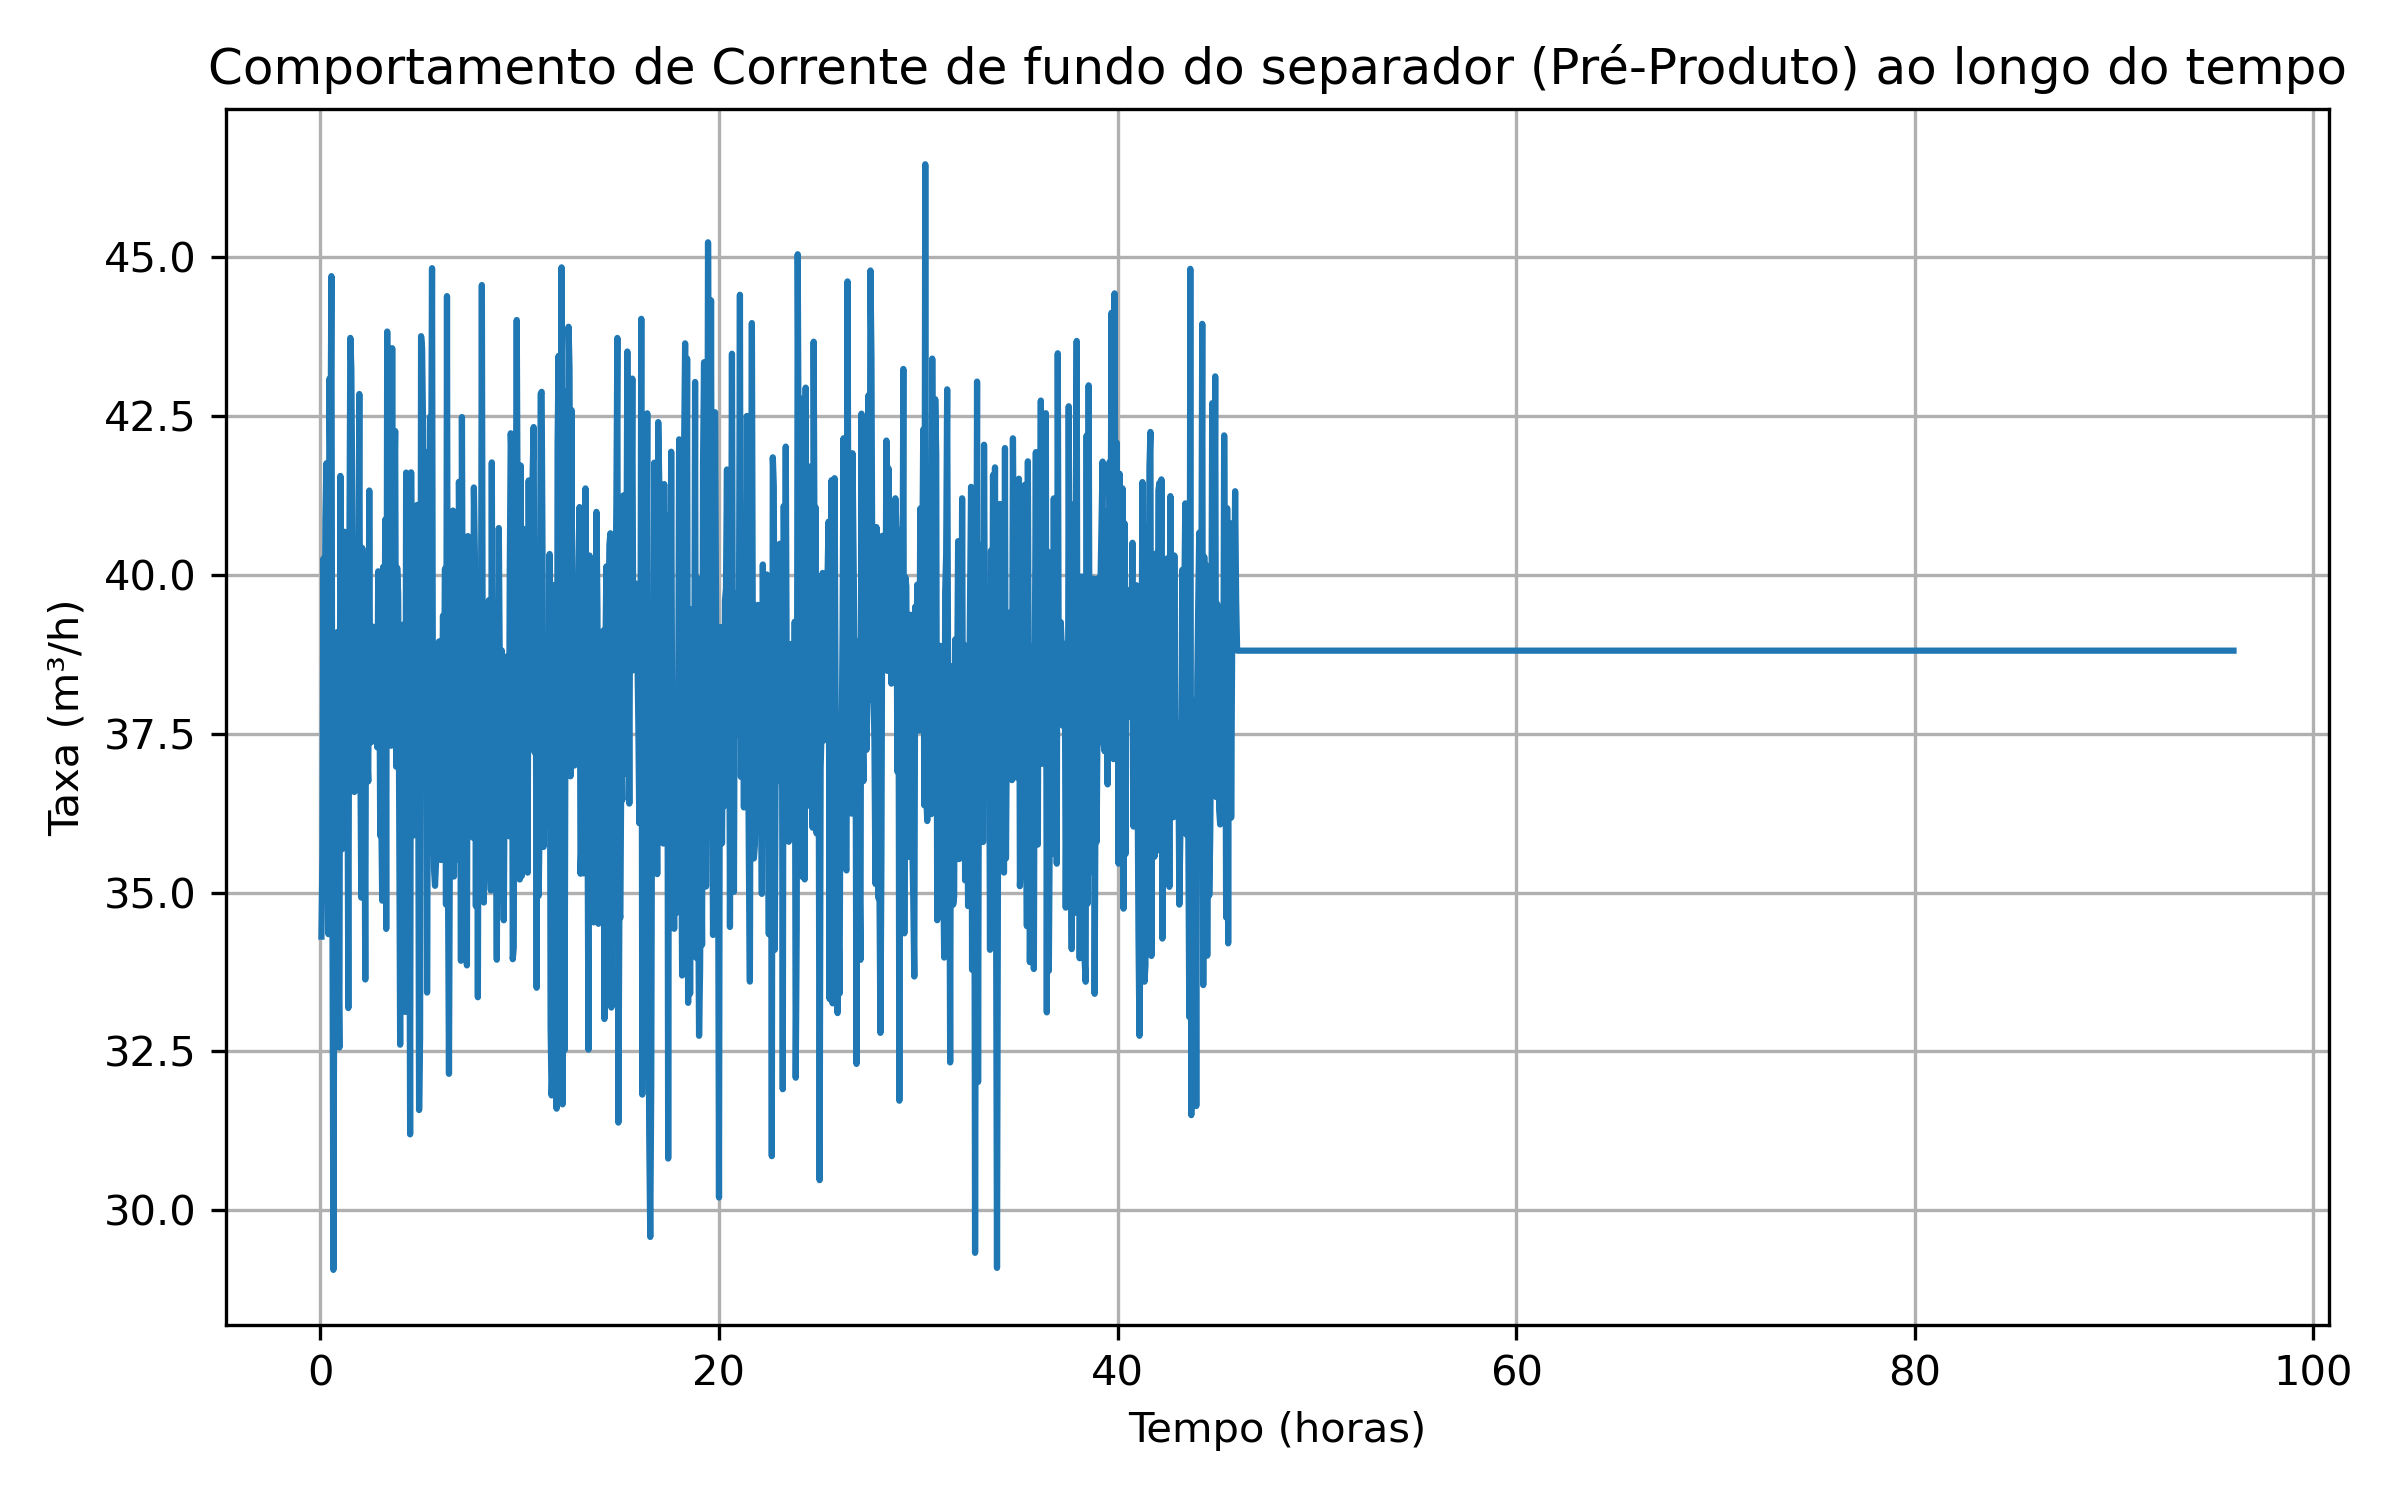 Comportamento de Corrente de fundo do separador (Pré-Produto) ao longo do tempo
45.0
42.5
40.0
37.5
35.0
32.5
30.0
Taxa (m³/h)
0 20 40 60 80 100
Tempo (horas)